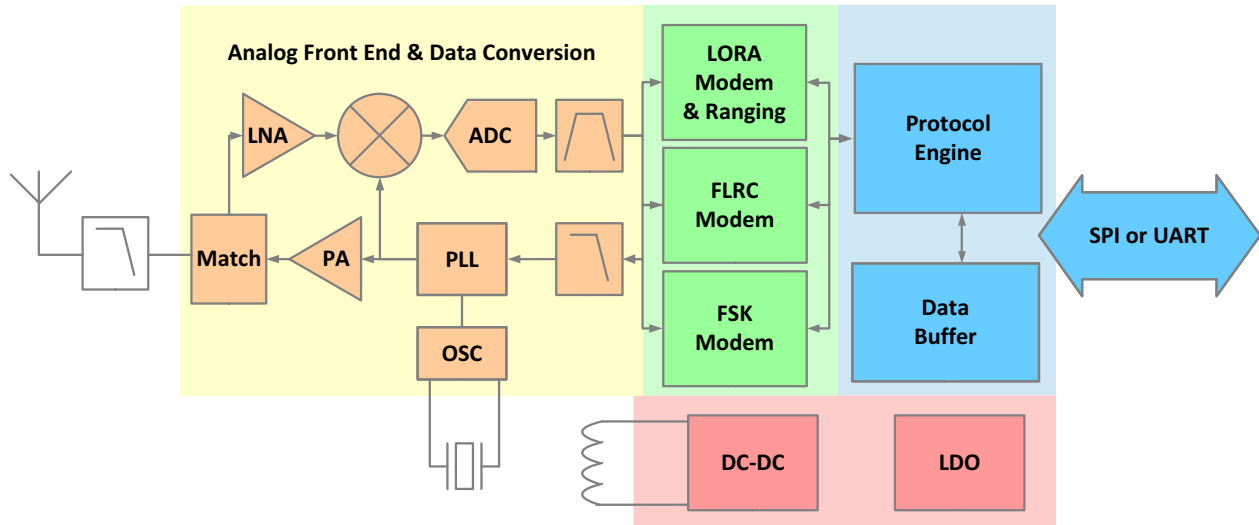 Analog Front End & Data Conversion
LORA
Modem
& Ranging
Protocol
Engine
LNA
ADC
FLRC
Modem
SPI or UART
Match
PA
PLL
FSK
Modem
Data
Buffer
OSC
DC-DC
LDO